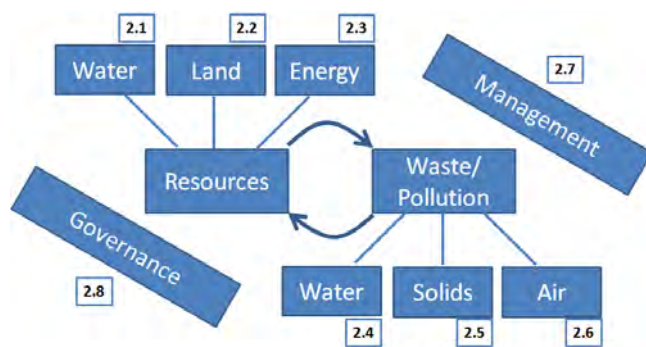 2.1
2.2
2.3
Water
Land
Energy
2.7
Management
Resources
Waste/
Pollution
Governance
2.8
Water
Solids
Air
2.4
2.5
2.6